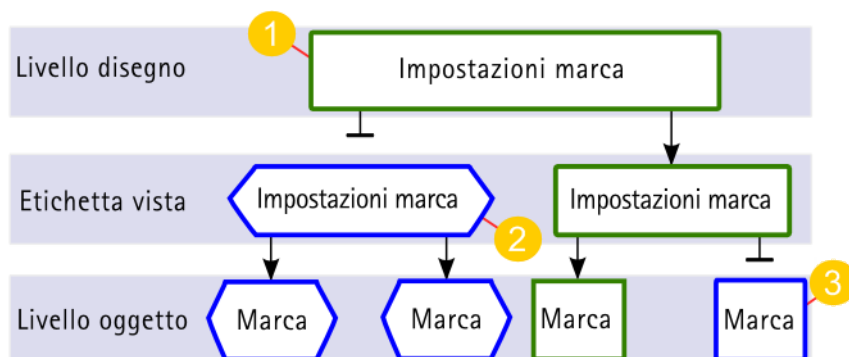 1
Livello disegno
Impostazioni marca
Etichetta vista
Impostazioni marca
Impostazioni marca
2
Livello oggetto
Marca
Marca
Marca
Marca
3